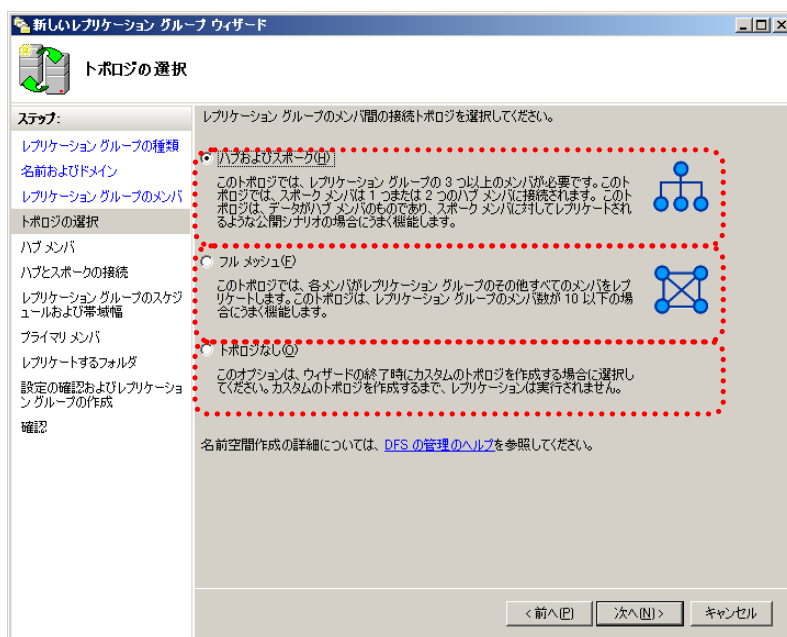 新しいレプリケーション グループ ウィザード
トポロジの選択
ステップ:
レプリケーション グループの種類
名前およびドメイン
レプリケーション グループのメンバ
トポロジの選択
ハブ メンバ
ハブとスポークの接続
レプリケーション グループのスケジ
ュールおよび帯域幅
プライマリ メンバ
レプリケートするフォルダ
設定の確認およびレプリケーショ
ン グループの作成
確認
レプリケーション グループのメンバ間の接続トポロジを選択してください。
ハブおよびスポーク(H)
このトポロジでは、レプリケーション グループの 3 つ以上のメンバが必要です。このト
ポロジでは、スポーク メンバは 1 つまたは 2 つのハブ メンバに接続されます。このト
ポロジは、データがハブ メンバのものであり、スポーク メンバに対してレプリケートされ
るような公開シナリオの場合にうまく機能します。
フル メッシュ(F)
このトポロジでは、各メンバがレプリケーション グループのその他すべてのメンバをレプ
リケートします。このトポロジは、レプリケーション グループのメンバ数が 10 以下の場
合にうまく機能します。
トポロジなし(O)
このオプションは、ウィザードの終了時にカスタムのトポロジを作成する場合に選択し
てください。カスタムのトポロジを作成するまで、レプリケーションは実行されません。
名前空間作成の詳細については、DFS の管理のヘルプを参照してください。
< 前へ(P)
次へ(N) >
キャンセル